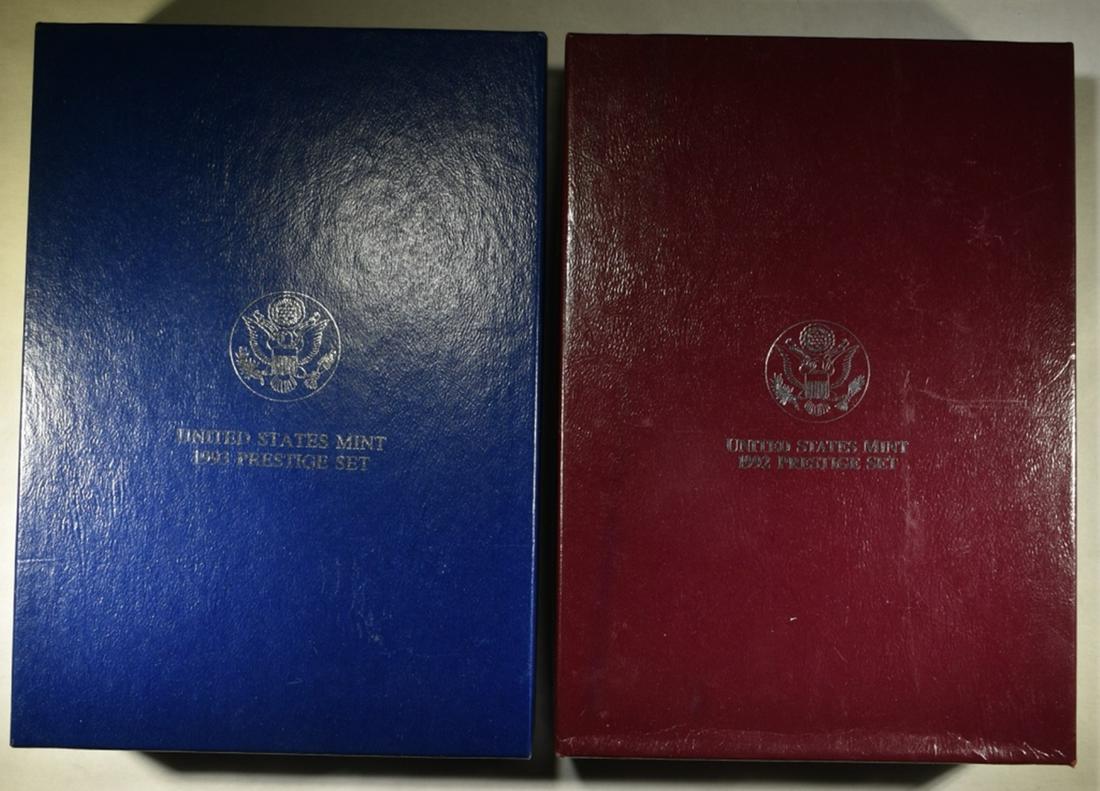 UNITED STATES MINT
1993 PRESTIGE SET
UNITED STATES MINT
1992 PRESTIGE SET